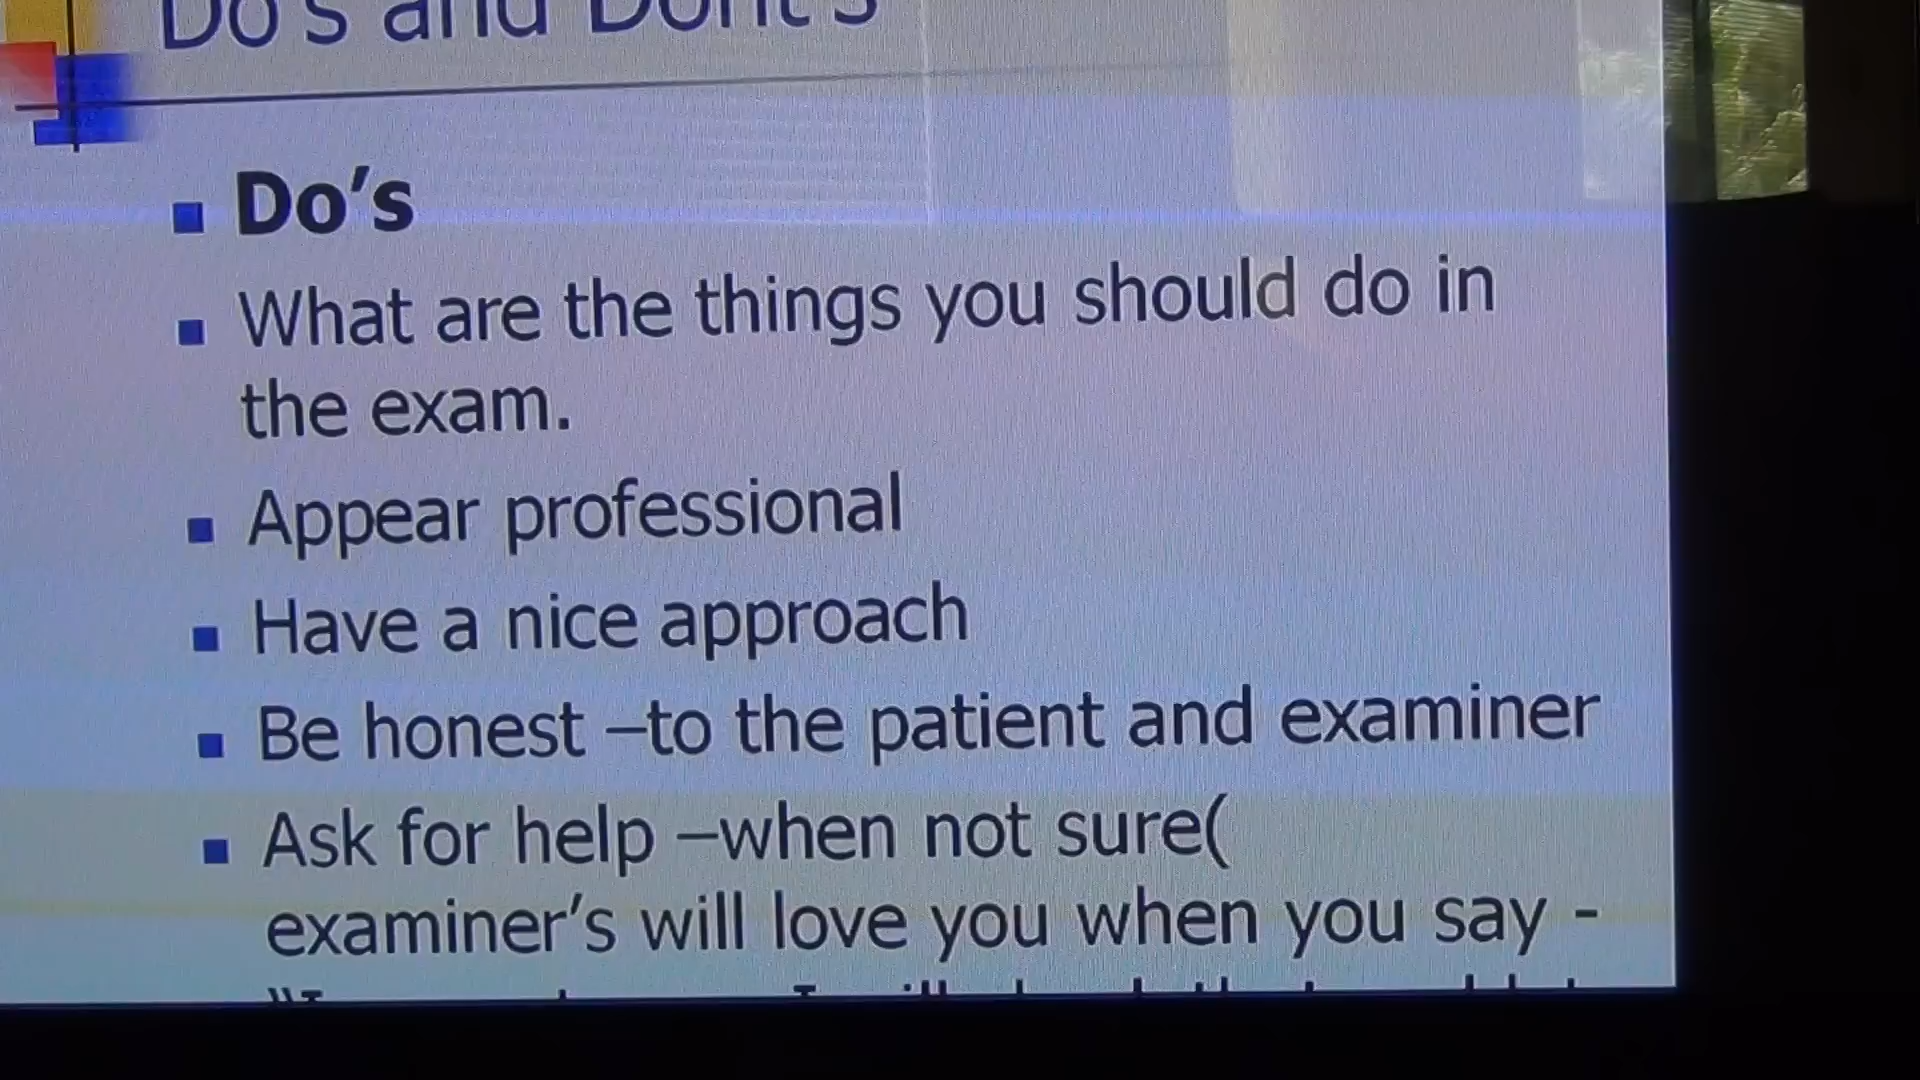 Do's and Dont's
Do's
What are the things you should do in
the exam.
Appear professional
Have a nice approach
Be honest –to the patient and examiner
Ask for help –when not sure(
examiner's will love you when you say -